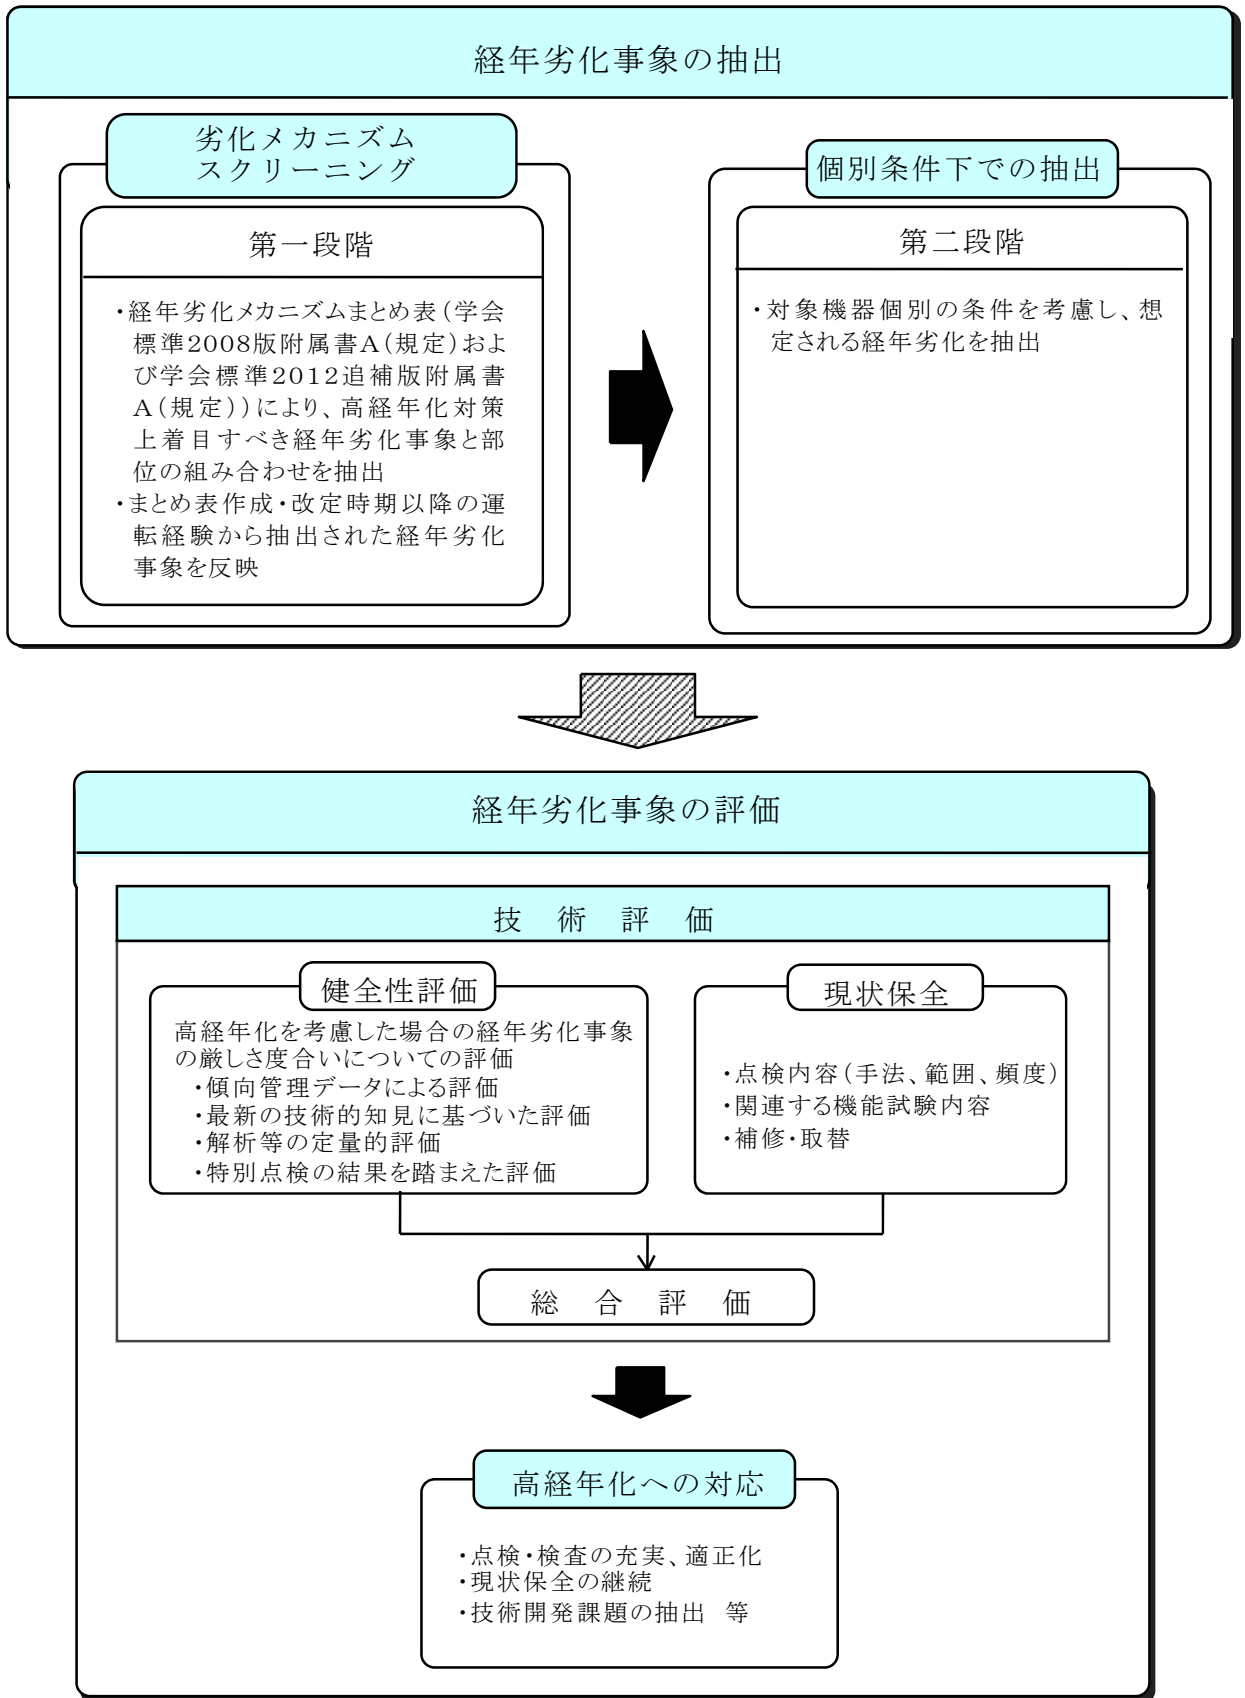 経年劣化事象の抽出
劣化メカニズム
スクリーニング
第一段階
・経年劣化メカニズムまとめ表(学会
標準2008版附属書A(規定)およ
び学会標準2012追補版附属書
A(規定))により、高経年化対策
上着目すべき経年劣化事象と部
位の組み合わせを抽出
・まとめ表作成・改定時期以降の運
転経験から抽出された経年劣化
事象を反映
個別条件下での抽出
第二段階
・対象機器個別の条件を考慮し、想
定される経年劣化を抽出
経年劣化事象の評価
技 術 評 価
健全性評価
高経年化を考慮した場合の経年劣化事象
の厳しさ度合いについての評価
・傾向管理データによる評価
・最新の技術的知見に基づいた評価
・解析等の定量的評価
・特別点検の結果を踏まえた評価
現状保全
・点検内容(手法、範囲、頻度)
・関連する機能試験内容
・補修・取替
総 合 評 価
高経年化への対応
・点検・検査の充実、適正化
・現状保全の継続
・技術開発課題の抽出 等